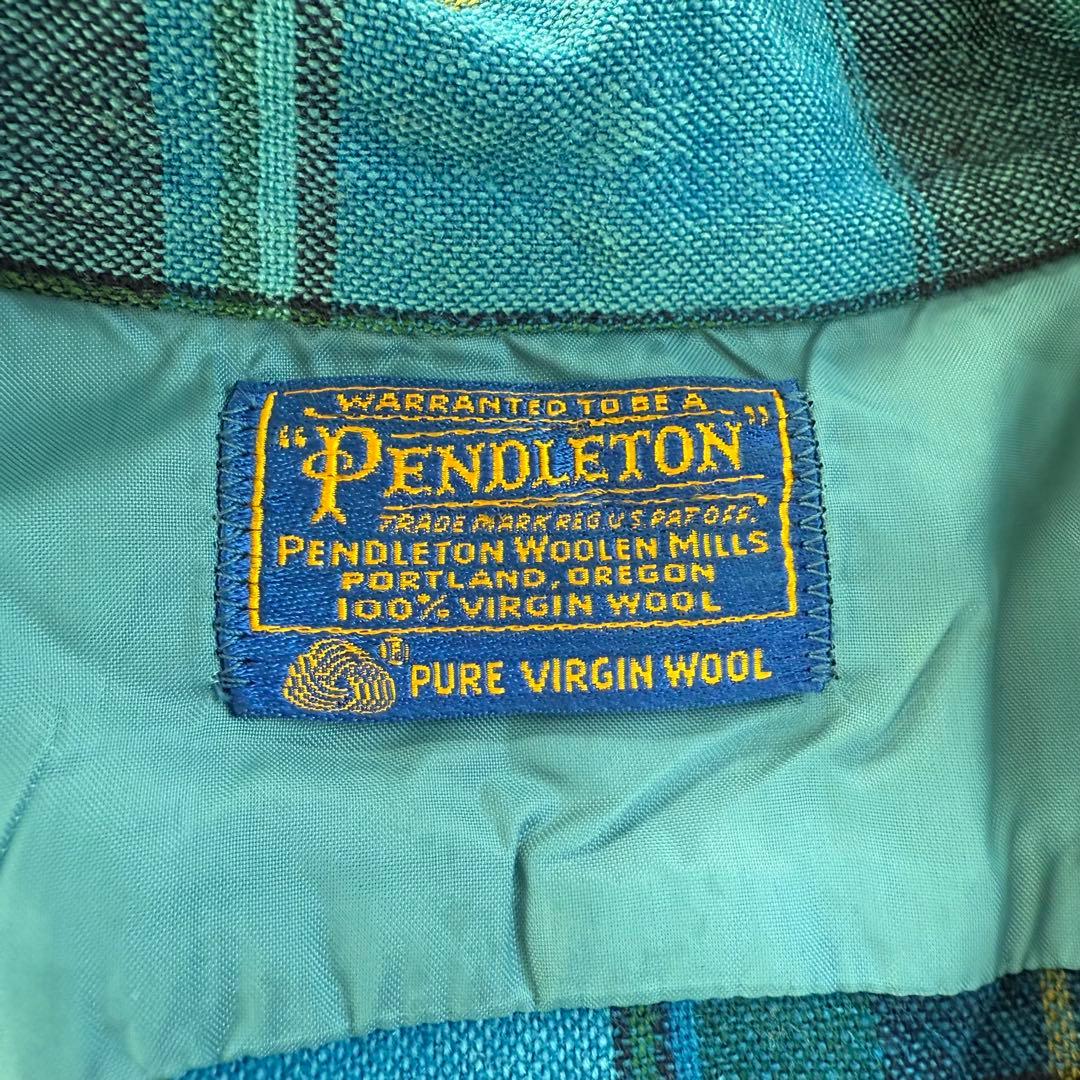 WARRANTED TO BE A
"PENDLETON"
TRADE MARK REG U.S. PAT OFF.
PENDLETON WOOLEN MILLS
PORTLAND, OREGON
100% VIRGIN WOOL
® PURE VIRGIN WOOL